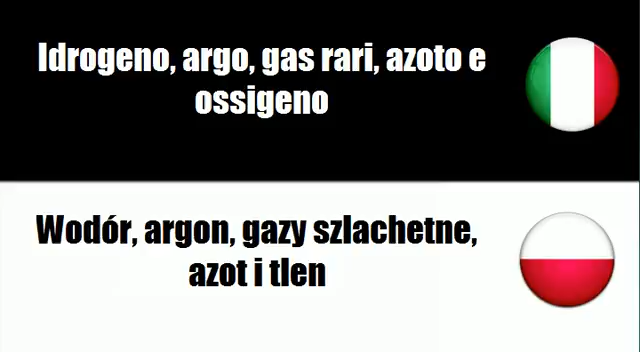 Idrogeno, argo, gas rari, azoto e
ossigeno
Wodór, argon, gazy szlachetne,
azot i tlen